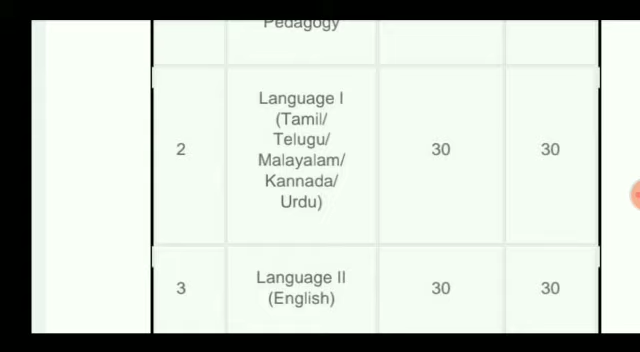 Pedagogy
2
Language I
(Tamil/
Telugu/
Malayalam/
Kannada/
Urdu)
30
30
3
Language II
(English)
30
30